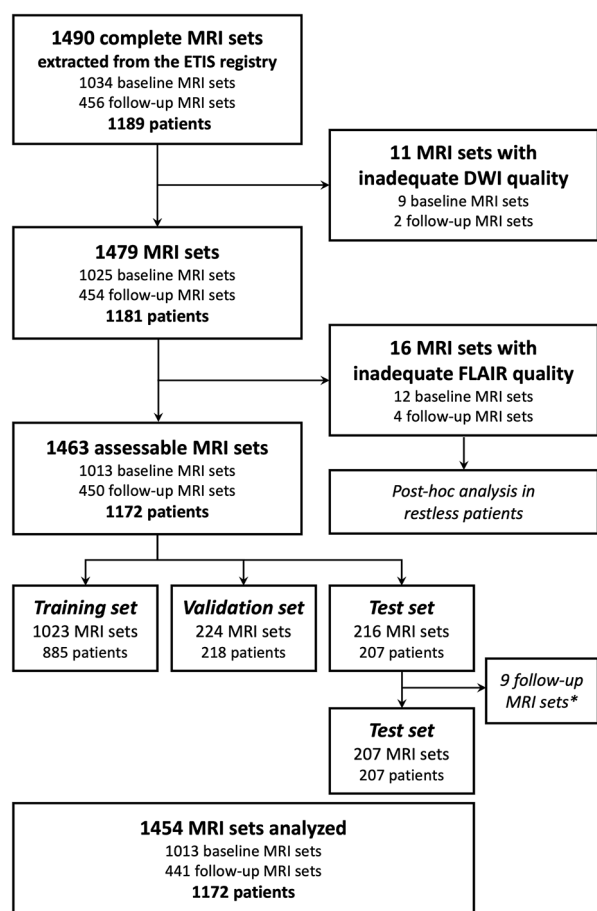 1490 complete MRI sets
extracted from the ETIS registry
1034 baseline MRI sets
456 follow-up MRI sets
1189 patients
11 MRI sets with
inadequate DWI quality
9 baseline MRI sets
2 follow-up MRI sets
1479 MRI sets
1025 baseline MRI sets
454 follow-up MRI sets
1181 patients
16 MRI sets with
inadequate FLAIR quality
12 baseline MRI sets
4 follow-up MRI sets
1463 assessable MRI sets
1013 baseline MRI sets
450 follow-up MRI sets
1172 patients
Post-hoc analysis in
restless patients
Training set
1023 MRI sets
885 patients
Validation set
224 MRI sets
218 patients
Test set
216 MRI sets
207 patients
9 follow-up
MRI sets*
Test set
207 MRI sets
207 patients
1454 MRI sets analyzed
1013 baseline MRI sets
441 follow-up MRI sets
1172 patients